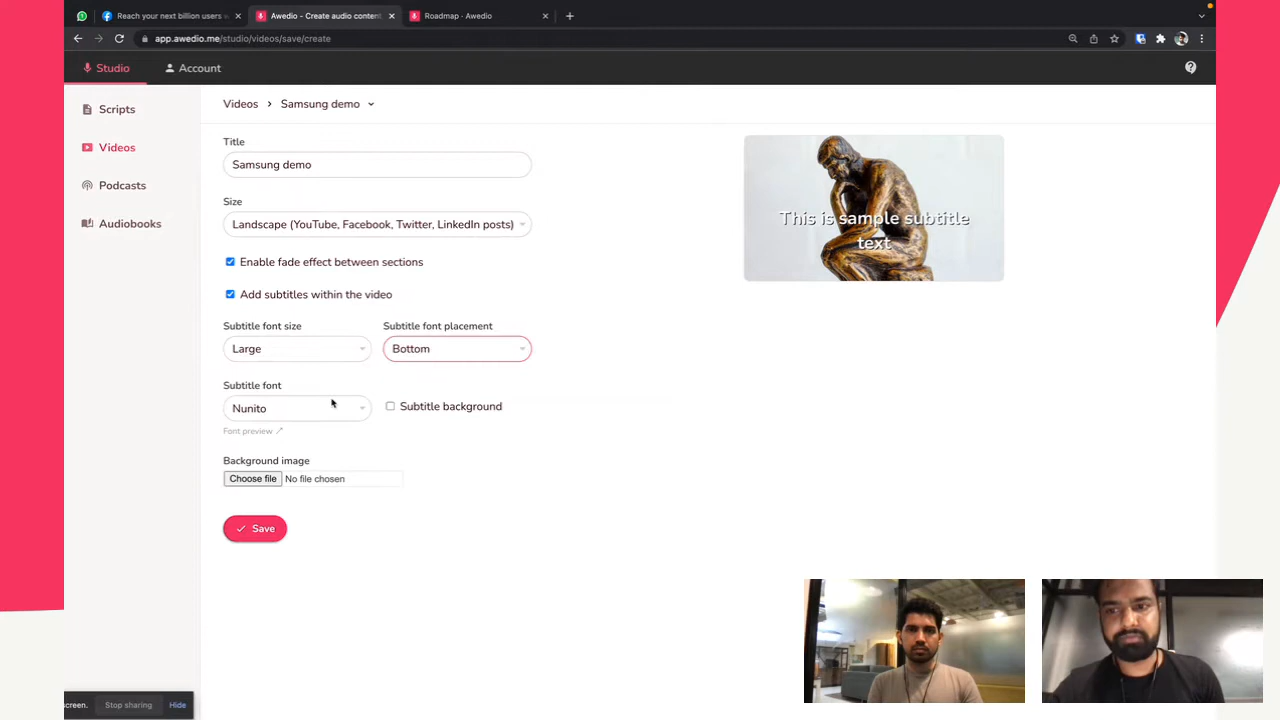 Reach your next billion users w
Awedio - Create audio content,
Roadmap - Awedio
app.awedio.me/studio/videos/save/create
Studio
Account
Scripts
Videos
Podcasts
Audiobooks
Videos > Samsung demo
Title
Samsung demo
Size
Landscape (YouTube, Facebook, Twitter, LinkedIn posts)
Enable fade effect between sections
Add subtitles within the video
Subtitle font size
Subtitle font placement
Large
Bottom
Subtitle font
Nunito
Subtitle background
Font preview
Background image
Choose file No file chosen
Save
This is sample subtitle
text
screen.
Stop sharing
Hide